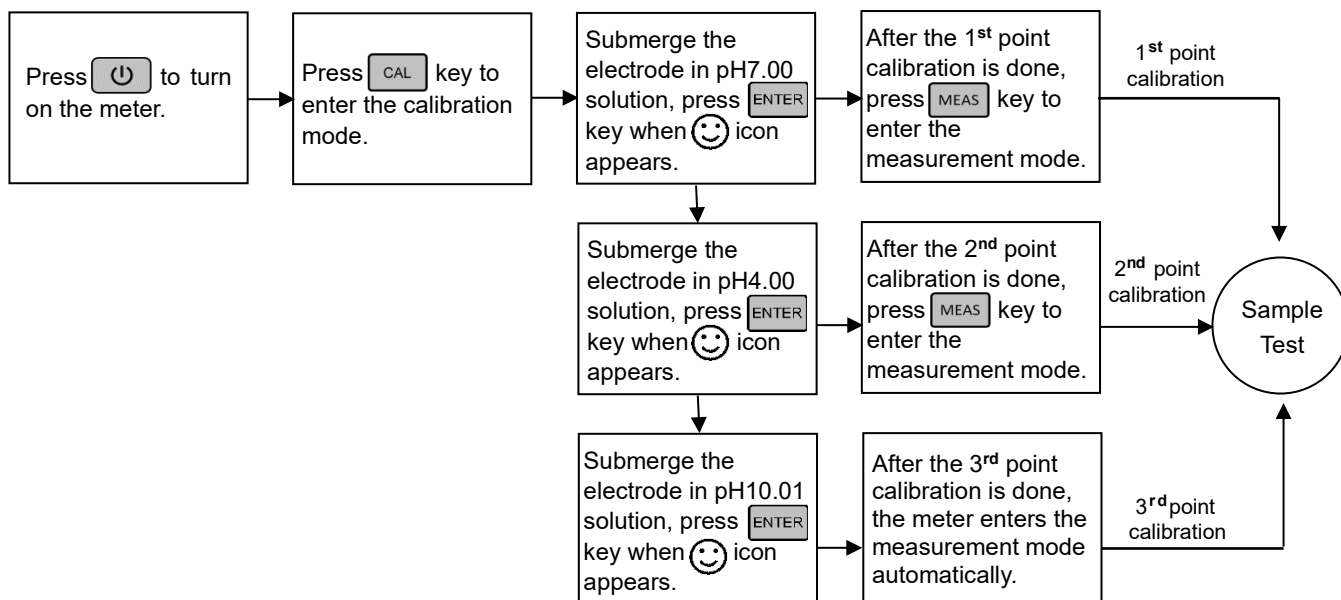 Press to turn
on the meter.
Press CAL key to
enter the calibration
mode.
Submerge the
electrode in pH7.00
solution, press ENTER
key when icon
appears.
After the 1st point
calibration is done,
press MEAS key to
enter the
measurement mode.
1st point
calibration
Submerge the
electrode in pH4.00
solution, press ENTER
key when icon
appears.
After the 2nd point
calibration is done,
press MEAS key to
enter the
measurement mode.
2nd point
calibration
Sample
Test
Submerge the
electrode in pH10.01
solution, press ENTER
key when icon
appears.
After the 3rd point
calibration is done,
the meter enters the
measurement mode
automatically.
3rd point
calibration